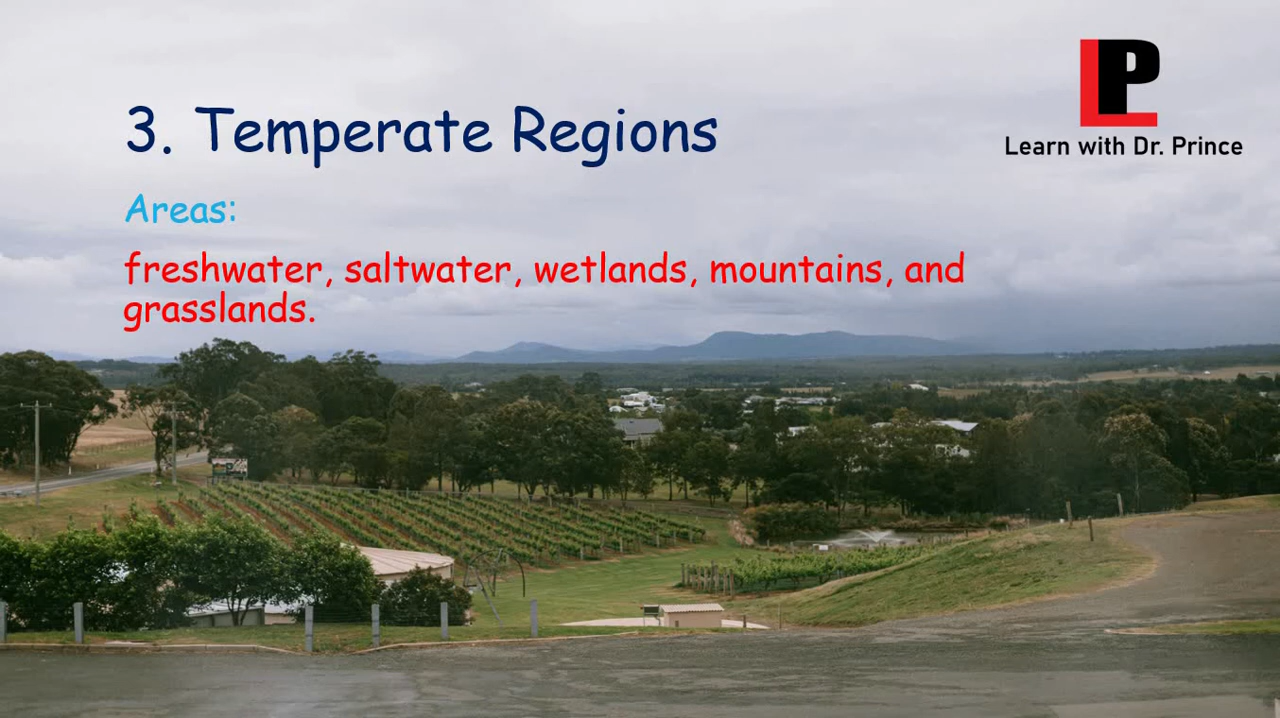 LP
Learn with Dr. Prince
3. Temperate Regions
Areas:
freshwater, saltwater, wetlands, mountains, and
grasslands.